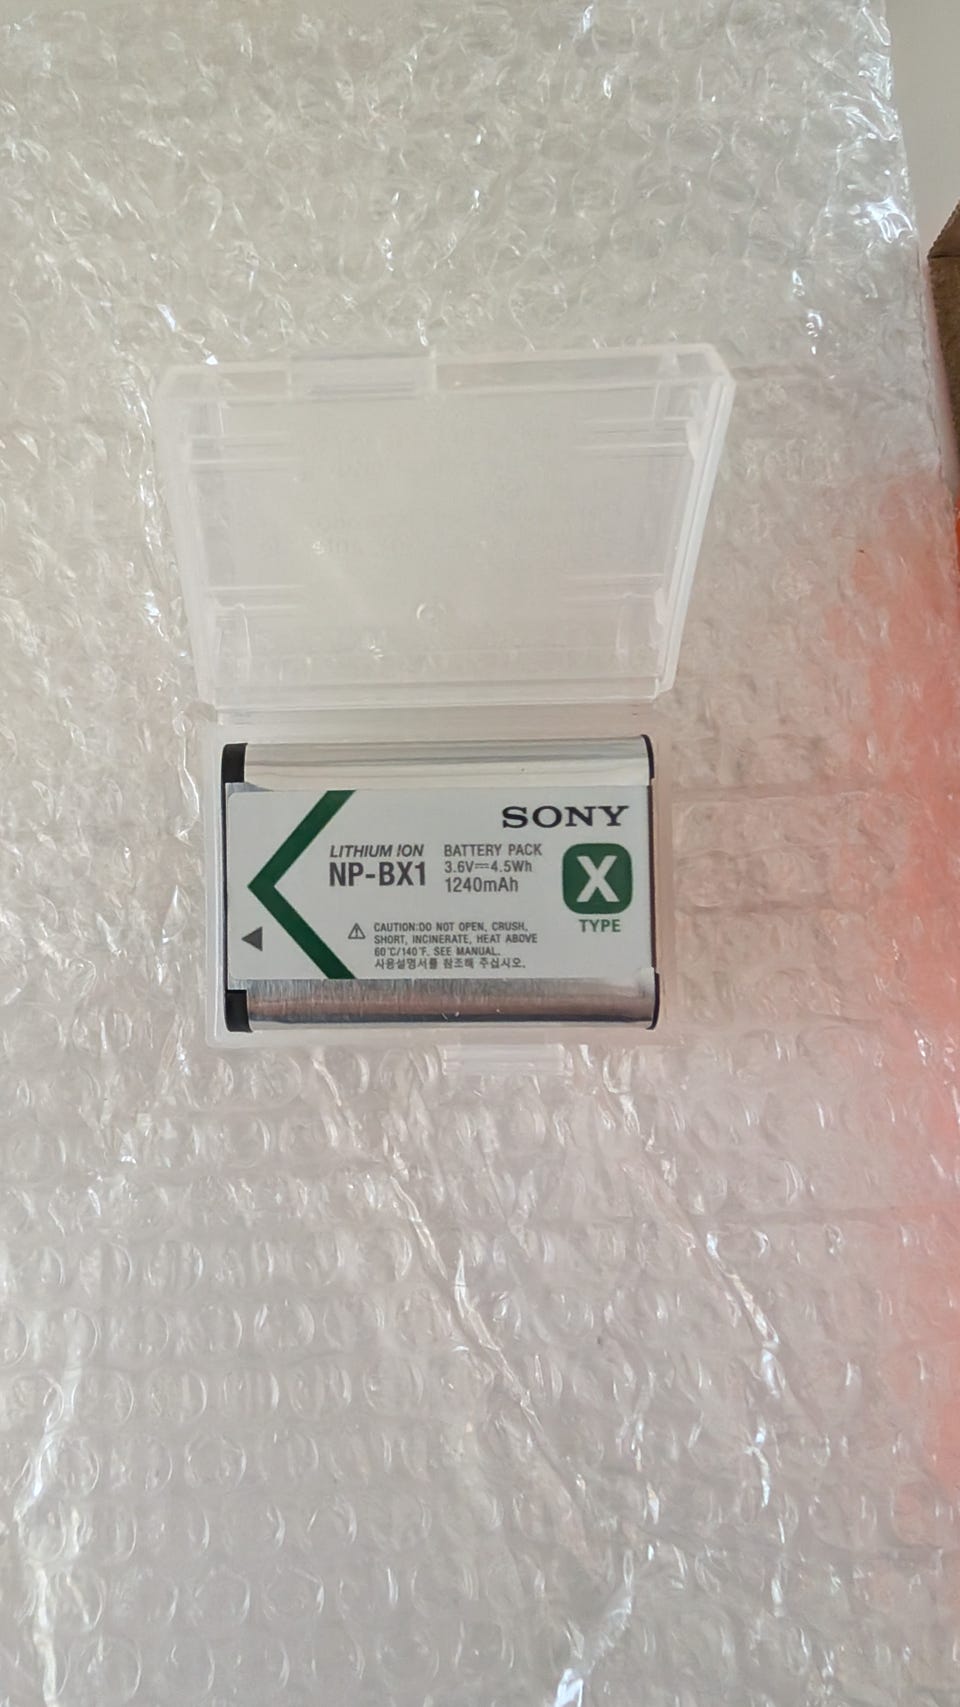 SONY
LITHIUM ION BATTERY PACK
NP-BX1 3.6V⎓4.5Wh
1240mAh
X
TYPE
⚠ CAUTION:DO NOT OPEN, CRUSH,
SHORT, INCINERATE, HEAT ABOVE
60°C/140°F. SEE MANUAL.
사용설명서를 참조해 주십시오.